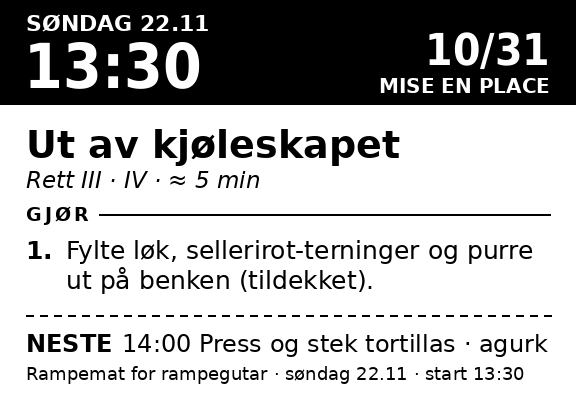 SØNDAG 22.11
13:30
10/31
MISE EN PLACE
Ut av kjøleskapet
Rett III · IV · ≈ 5 min
GJØR
1. Fylte løk, sellerirot-terninger og purre
ut på benken (tildekket).
NESTE 14:00 Press og stek tortillas · agurk
Rampemat for rampegutar · søndag 22.11 · start 13:30